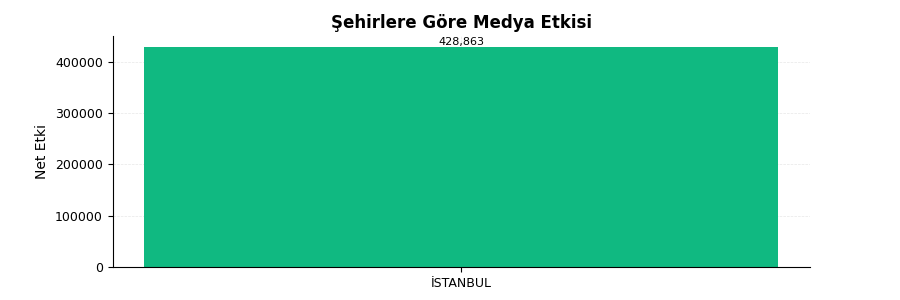 Şehirlere Göre Medya Etkisi
428,863
400000
300000
200000
100000
0
Net Etki
İSTANBUL